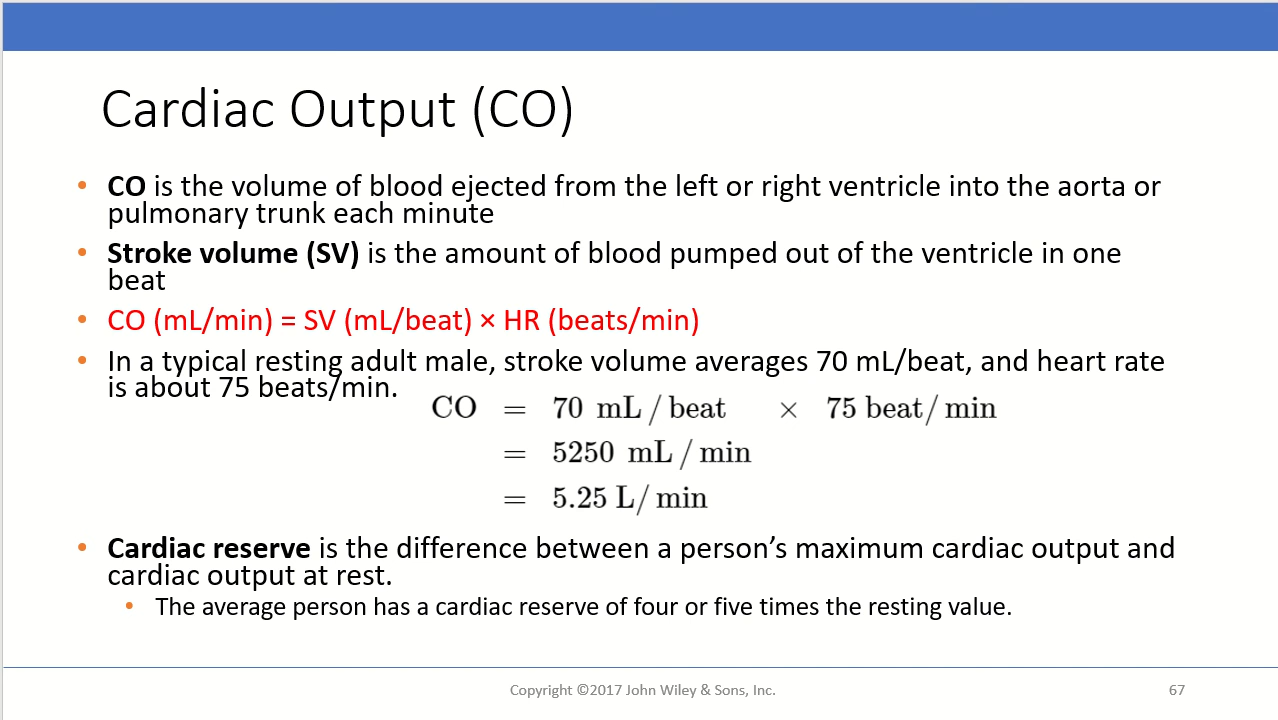 Cardiac Output (CO)
• CO is the volume of blood ejected from the left or right ventricle into the aorta or
pulmonary trunk each minute
• Stroke volume (SV) is the amount of blood pumped out of the ventricle in one
beat
• CO (mL/min) = SV (mL/beat) × HR (beats/min)
• In a typical resting adult male, stroke volume averages 70 mL/beat, and heart rate
is about 75 beats/min.
CO = 70 mL / beat × 75 beat/ min
= 5250 mL / min
= 5.25 L/ min
• Cardiac reserve is the difference between a person’s maximum cardiac output and
cardiac output at rest.
• The average person has a cardiac reserve of four or five times the resting value.
Copyright ©2017 John Wiley & Sons, Inc.
67